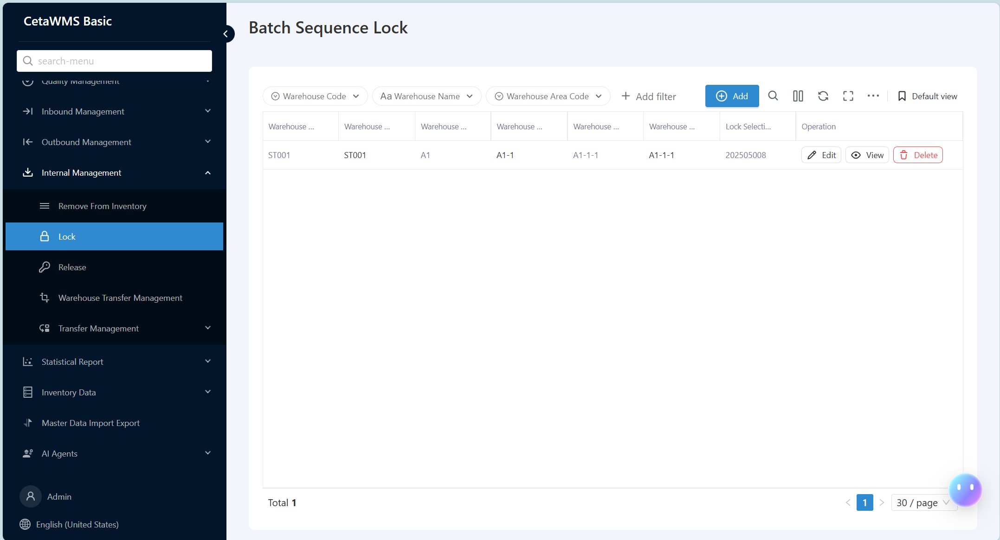 CetaWMS Basic
search-menu
Quality Management
Inbound Management
Outbound Management
Internal Management
Remove From Inventory
Lock
Release
Warehouse Transfer Management
Transfer Management
Statistical Report
Inventory Data
Master Data Import Export
AI Agents
Admin
English (United States)
Batch Sequence Lock
Warehouse Code Aa Warehouse Name Warehouse Area Code + Add filter Add Default view
Warehouse ... Warehouse ... Warehouse ... Warehouse ... Warehouse ... Warehouse ... Lock Selecti... Operation
ST001 ST001 A1 A1-1 A1-1-1 A1-1-1 202505008 Edit View Delete
Total 1 1 30 / page